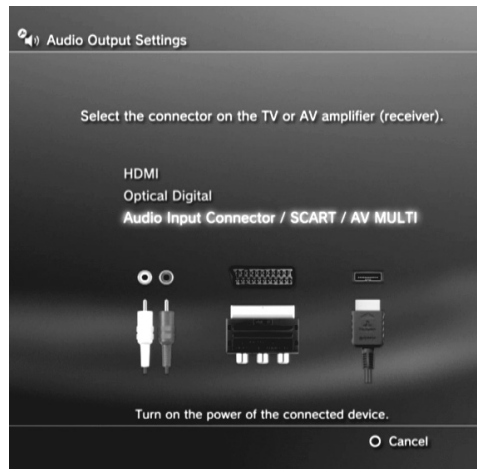 Audio Output Settings
Select the connector on the TV or AV amplifier (receiver).
HDMI
Optical Digital
Audio Input Connector / SCART / AV MULTI
Turn on the power of the connected device.
Cancel